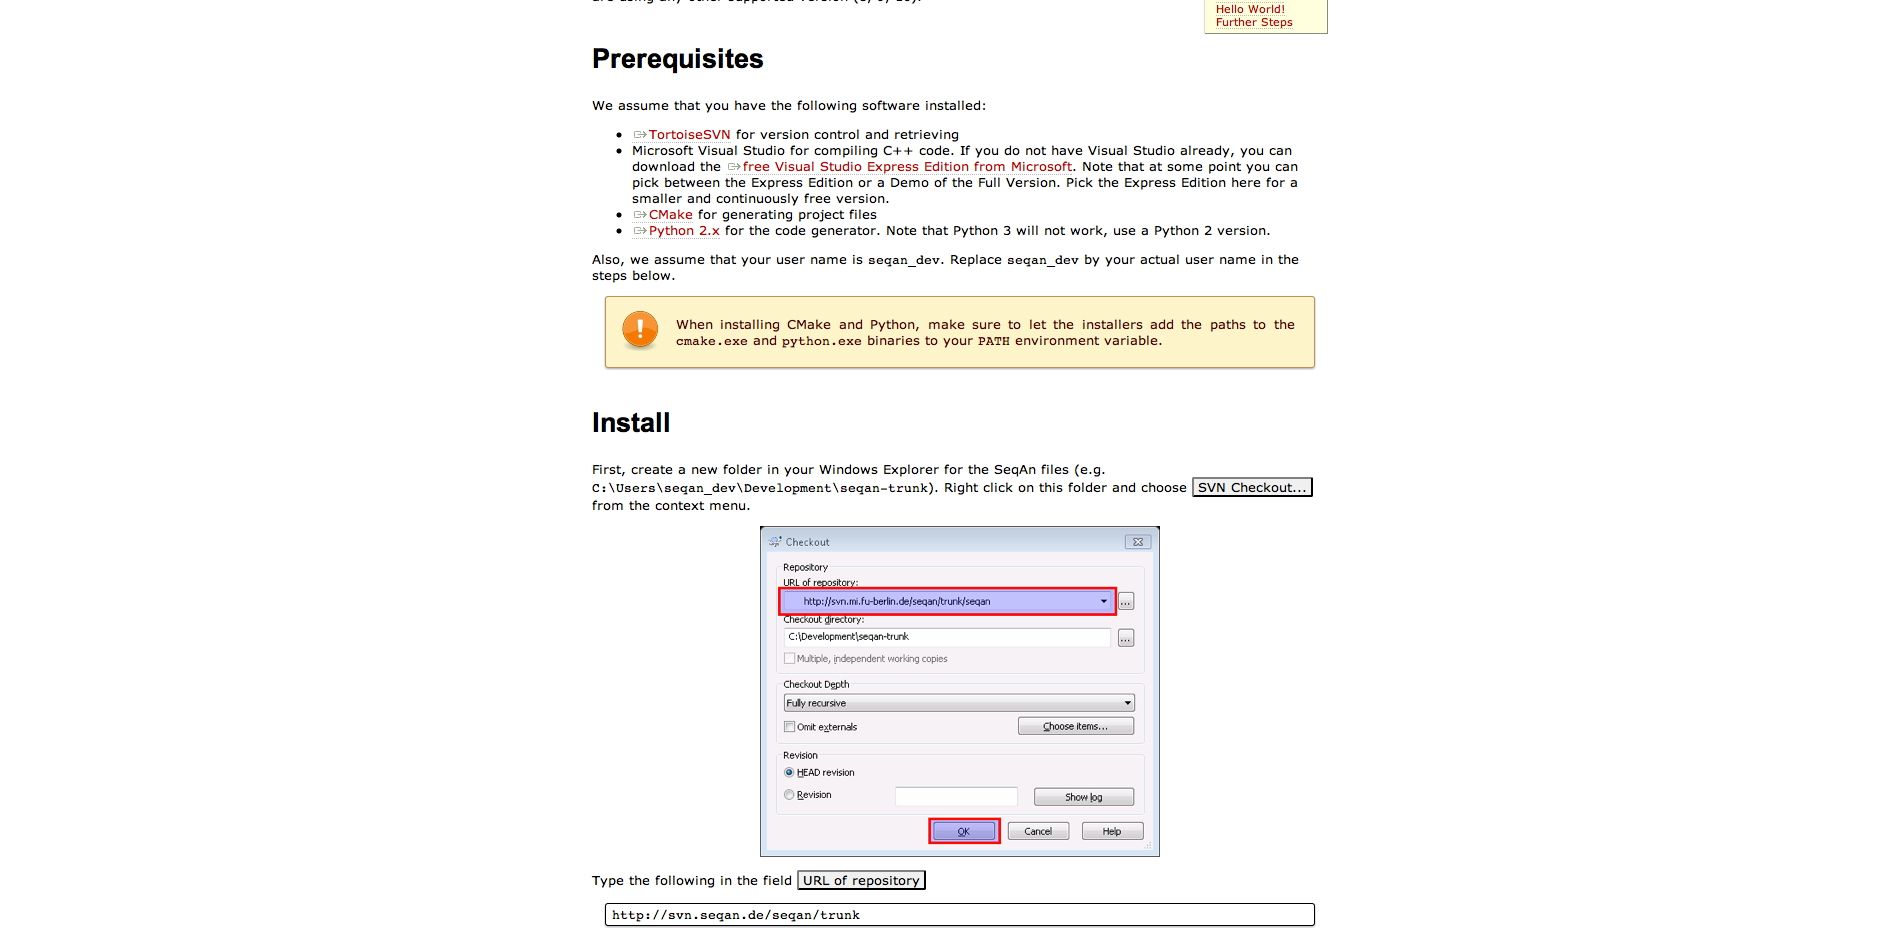 Hello World!
Further Steps
Prerequisites
We assume that you have the following software installed:
TortoiseSVN for version control and retrieving
Microsoft Visual Studio for compiling C++ code. If you do not have Visual Studio already, you can
download the free Visual Studio Express Edition from Microsoft. Note that at some point you can
pick between the Express Edition or a Demo of the Full Version. Pick the Express Edition here for a
smaller and continuously free version.
CMake for generating project files
Python 2.x for the code generator. Note that Python 3 will not work, use a Python 2 version.
Also, we assume that your user name is seqan_dev. Replace seqan_dev by your actual user name in the
steps below.
When installing CMake and Python, make sure to let the installers add the paths to the
cmake.exe and python.exe binaries to your PATH environment variable.
Install
First, create a new folder in your Windows Explorer for the SeqAn files (e.g.
C:\Users\seqan_dev\Development\seqan-trunk). Right click on this folder and choose SVN Checkout...
from the context menu.
Checkout
Repository
URL of repository:
http://svn.mi.fu-berlin.de/seqan/trunk/seqan
...
Checkout directory:
C:\Development\seqan-trunk
...
Multiple, independent working copies
Checkout Depth
Fully recursive
Omit externals
Choose items...
Revision
HEAD revision
Revision
Show log
OK
Cancel
Help
Type the following in the field URL of repository
http://svn.seqan.de/seqan/trunk